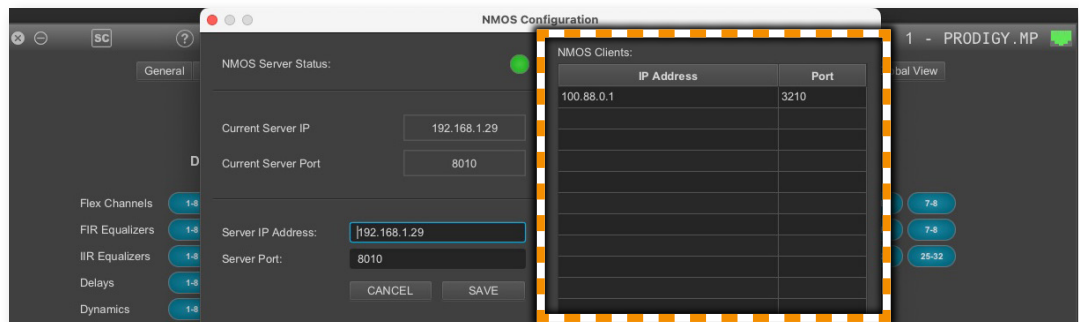 NMOS Configuration
SC
?
1 - PRODIGY.MP
General
bal View
NMOS Server Status:
Current Server IP
192.168.1.29
Current Server Port
8010
Server IP Address:
192.168.1.29
Server Port:
8010
CANCEL
SAVE
NMOS Clients:
IP Address
Port
100.88.0.1
3210
D
Flex Channels
1-8
7-8
FIR Equalizers
1-8
7-8
IIR Equalizers
1-8
25-32
Delays
1-8
Dynamics
1-8